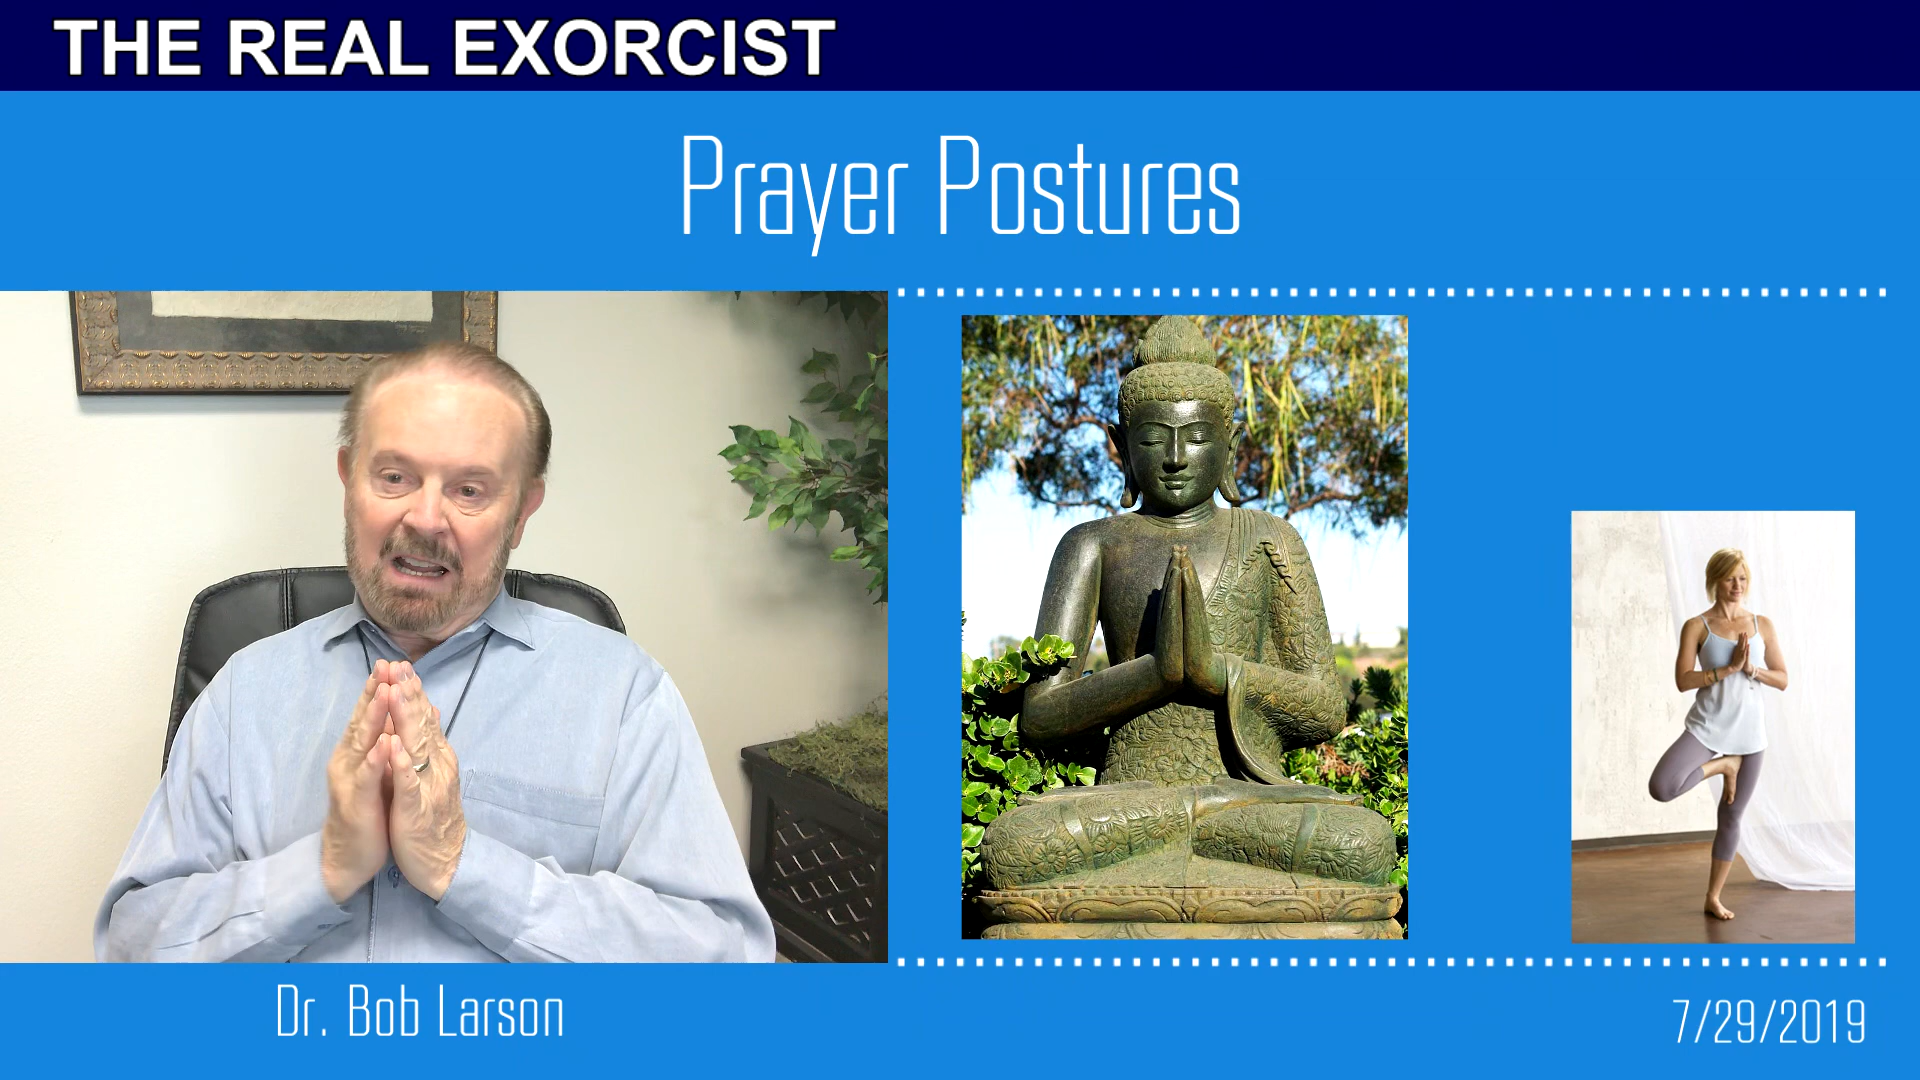 THE REAL EXORCIST
Prayer Postures
Dr. Bob Larson
7/29/2019